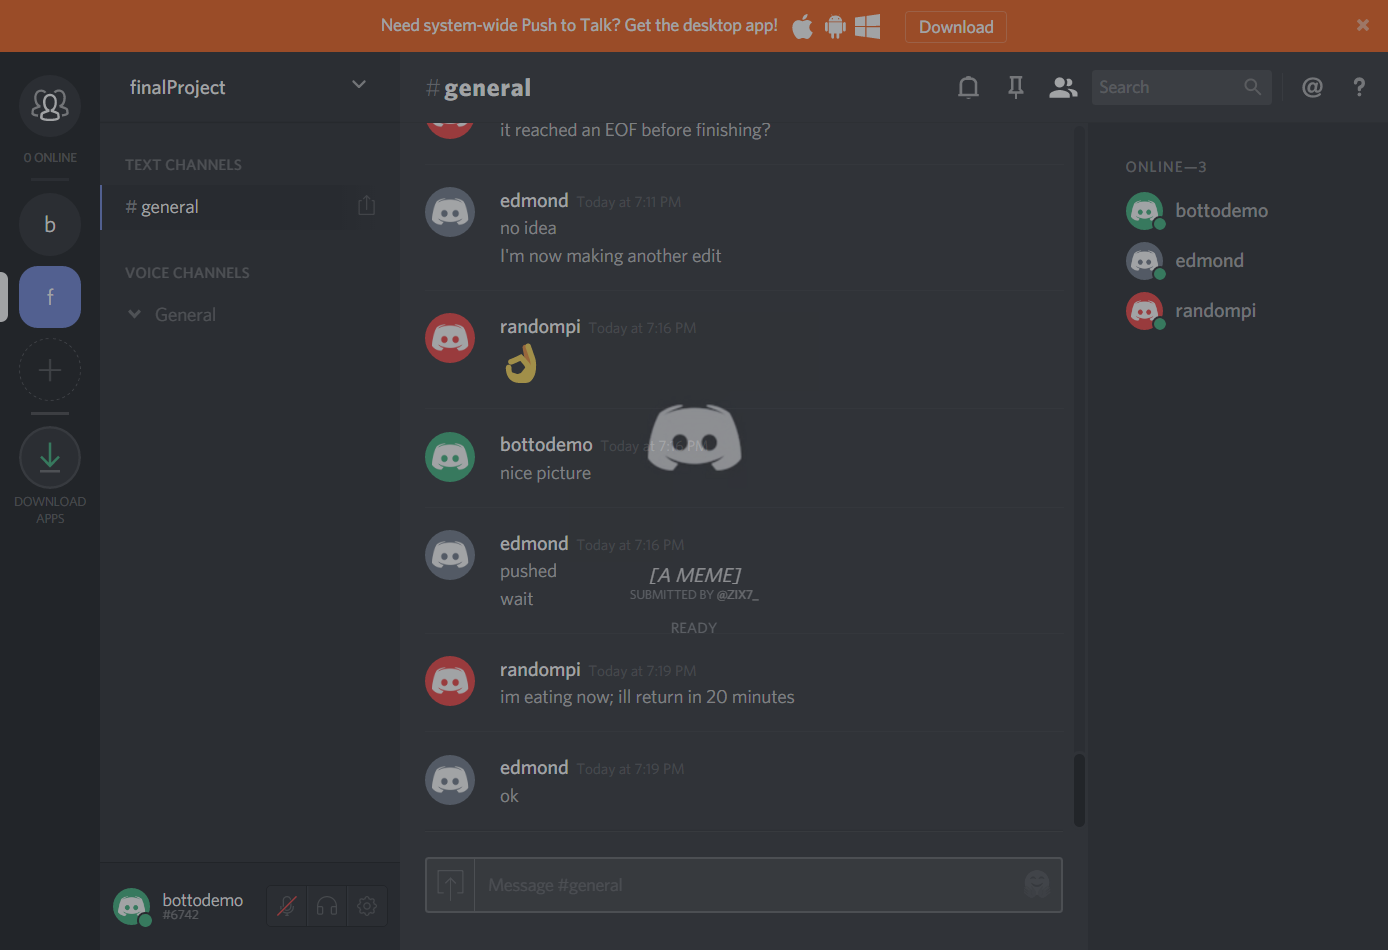 Need system-wide Push to Talk? Get the desktop app!
Download
finalProject
#general
Search
@
?
0 ONLINE
b
f
DOWNLOAD
APPS
TEXT CHANNELS
#general
VOICE CHANNELS
General
it reached an EOF before finishing?
edmond Today at 7:11 PM
no idea
I'm now making another edit
randompi Today at 7:16 PM
bottodemo Today at 7:16 PM
nice picture
edmond Today at 7:16 PM
pushed
wait
[A MEME]
SUBMITTED BY @ZIX7_
READY
randompi Today at 7:19 PM
im eating now; ill return in 20 minutes
edmond Today at 7:19 PM
ok
Message #general
ONLINE—3
bottodemo
edmond
randompi
bottodemo
#6742